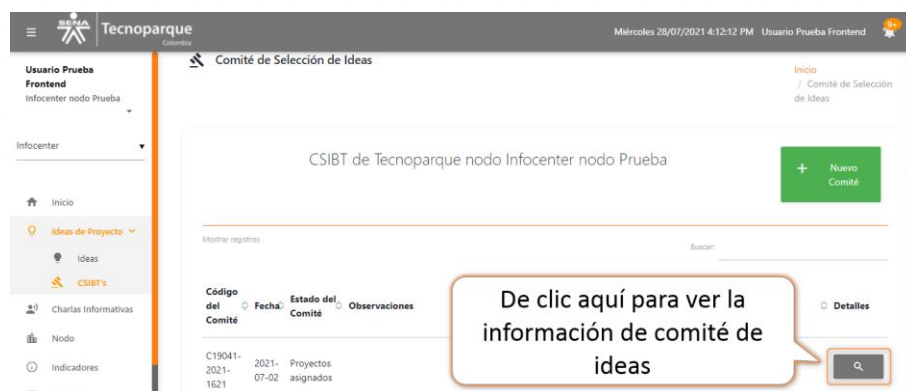 SENA
Tecnoparque
Colombia
Miércoles 28/07/2021 4:12:12 PM Usuario Prueba Frontend
9+
Usuario Prueba
Frontend
Infocenter nodo Prueba
Infocenter
Inicio
Ideas de Proyecto
Ideas
CSIBT's
Charlas Informativas
Nodo
Indicadores
Comité de Selección de Ideas
Inicio
/ Comité de Selección
de Ideas
CSIBT de Tecnoparque nodo Infocenter nodo Prueba
+ Nuevo
Comité
Mostrar registros
Buscar:
Código
del
Comité
Fecha
Estado del
Comité
Observaciones
Detalles
C19041-
2021-
1621
2021-
07-02
Proyectos
asignados
De clic aquí para ver la
información de comité de
ideas